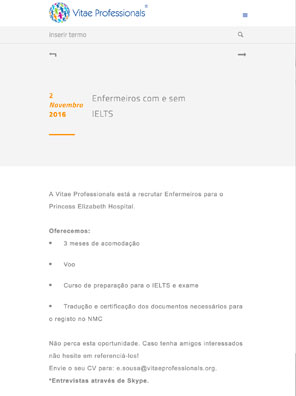 Vitae Professionals®
Inserir termo
2
Novembro
2016
Enfermeiros com e sem
IELTS
A Vitae Professionals está a recrutar Enfermeiros para o
Princess Elizabeth Hospital.
Oferecemos:
• 3 meses de acomodação
• Voo
• Curso de preparação para o IELTS e exame
• Tradução e certificação dos documentos necessários para
o registo no NMC
Não perca esta oportunidade. Caso tenha amigos interessados
não hesite em referenciá-los!
Envie o seu CV para: e.sousa@vitaeprofessionals.org.
*Entrevistas através de Skype.